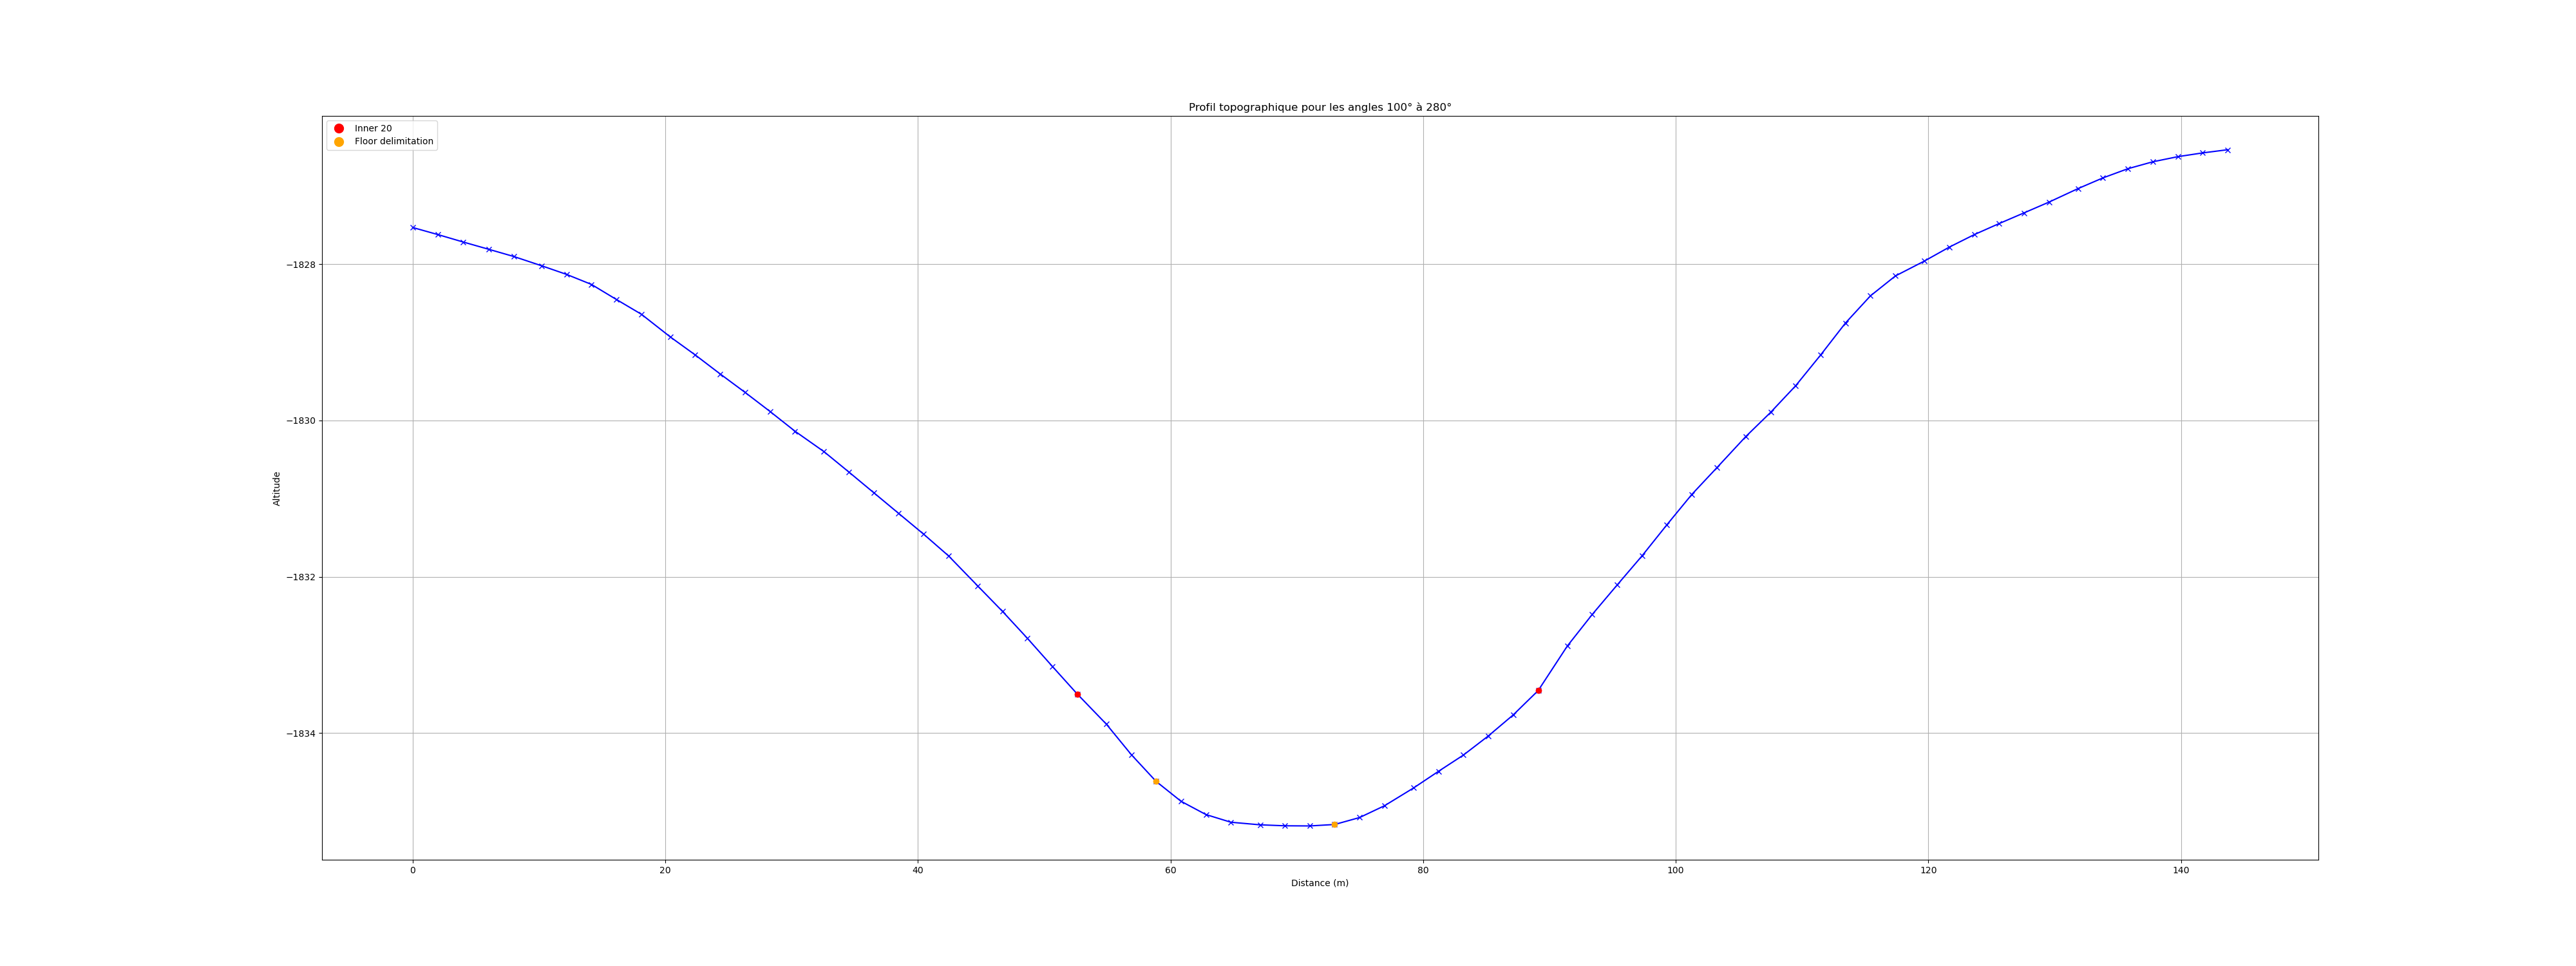 Profil topographique pour les angles 100° à 280°
Inner 20
Floor delimitation
Altitude
−1828
−1830
−1832
−1834
0 20 40 60 80 100 120 140
Distance (m)